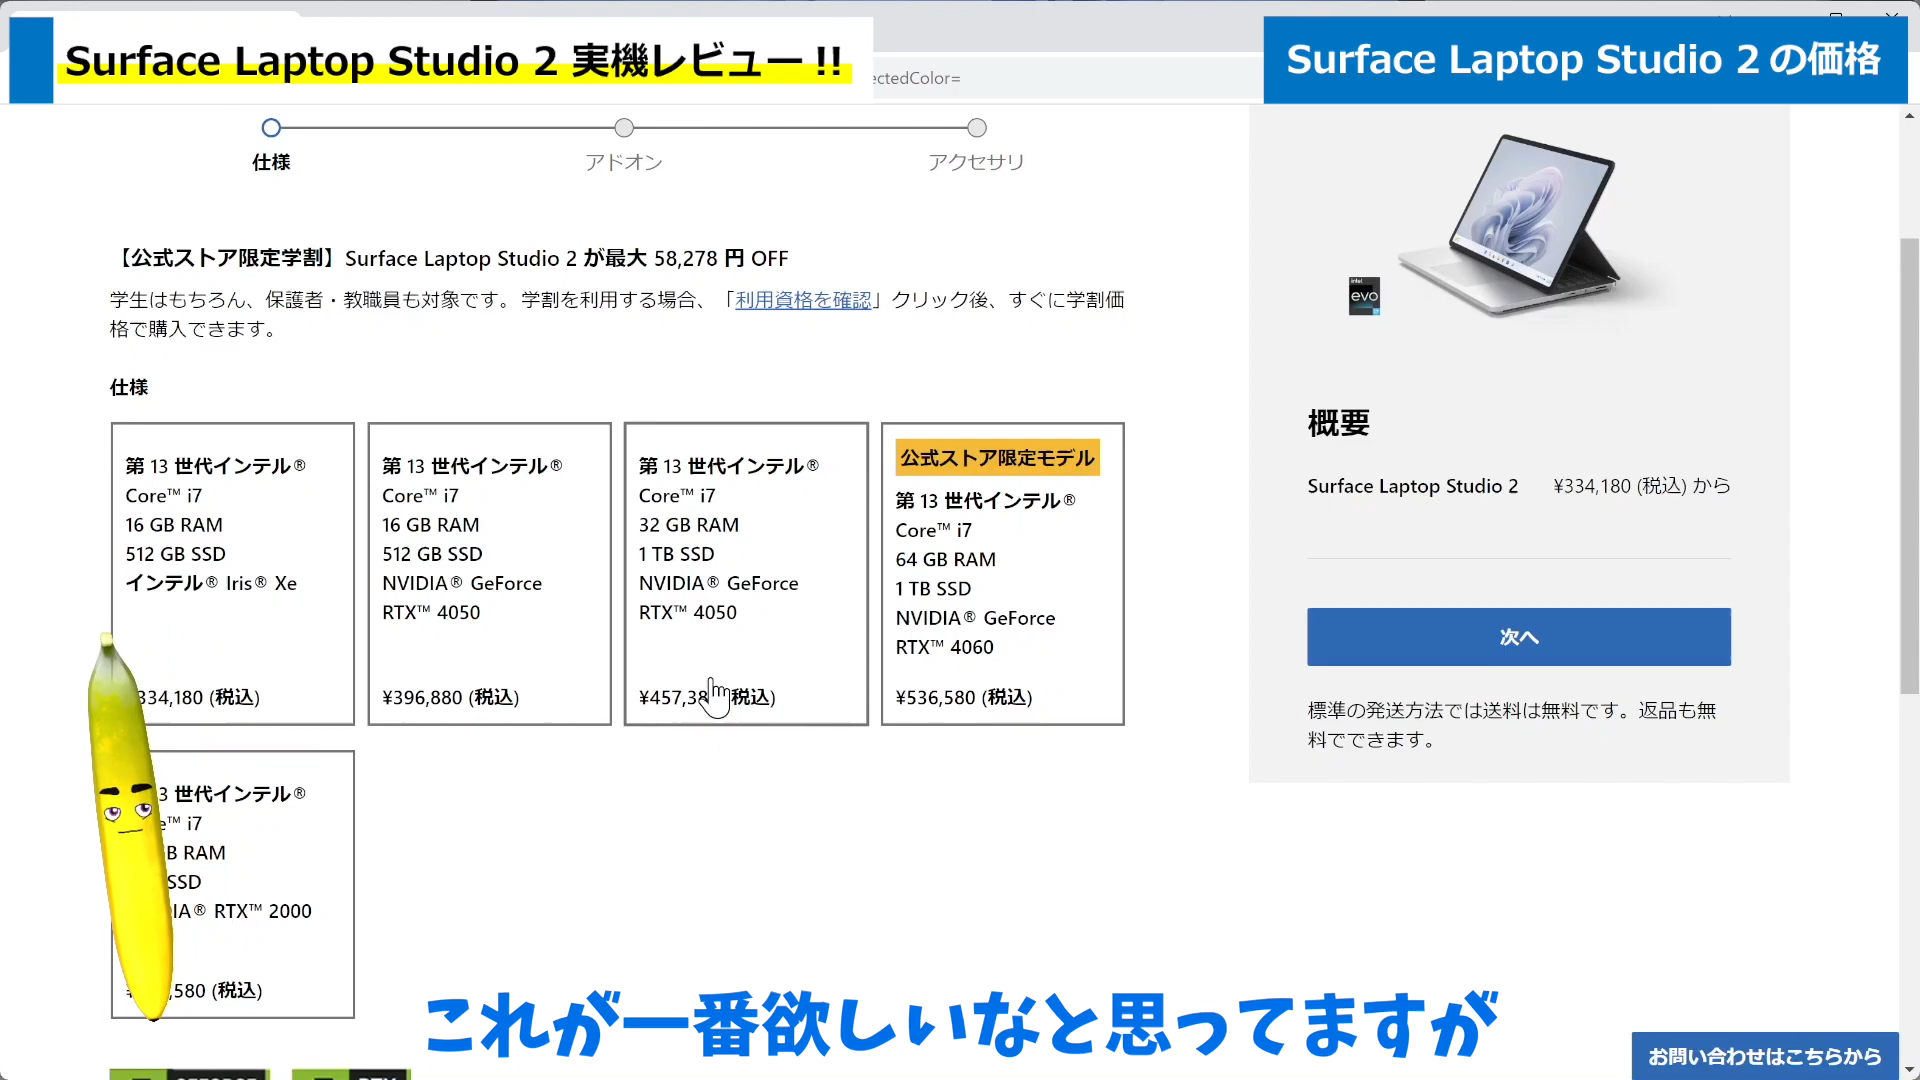 Surface Laptop Studio 2 実機レビュー!!
ectedColor=
Surface Laptop Studio 2 の価格
仕様
アドオン
アクセサリ
【公式ストア限定学割】Surface Laptop Studio 2 が最大 58,278 円 OFF
学生はもちろん、保護者・教職員も対象です。 学割を利用する場合、「利用資格を確認」クリック後、すぐに学割価
格で購入できます。
仕様
第 13 世代インテル®
Core™ i7
16 GB RAM
512 GB SSD
インテル® Iris® Xe
334,180 (税込)
第 13 世代インテル®
Core™ i7
16 GB RAM
512 GB SSD
NVIDIA® GeForce
RTX™ 4050
¥396,880 (税込)
第 13 世代インテル®
Core™ i7
32 GB RAM
1 TB SSD
NVIDIA® GeForce
RTX™ 4050
¥457,38 税込)
公式ストア限定モデル
第 13 世代インテル®
Core™ i7
64 GB RAM
1 TB SSD
NVIDIA® GeForce
RTX™ 4060
¥536,580 (税込)
3 世代インテル®
e™ i7
B RAM
SSD
IA® RTX™ 2000
,580 (税込)
intel
evo
概要
Surface Laptop Studio 2 ¥334,180 (税込) から
次へ
標準の発送方法では送料は無料です。返品も無
料でできます。
これが一番欲しいなと思ってますが
お問い合わせはこちらから